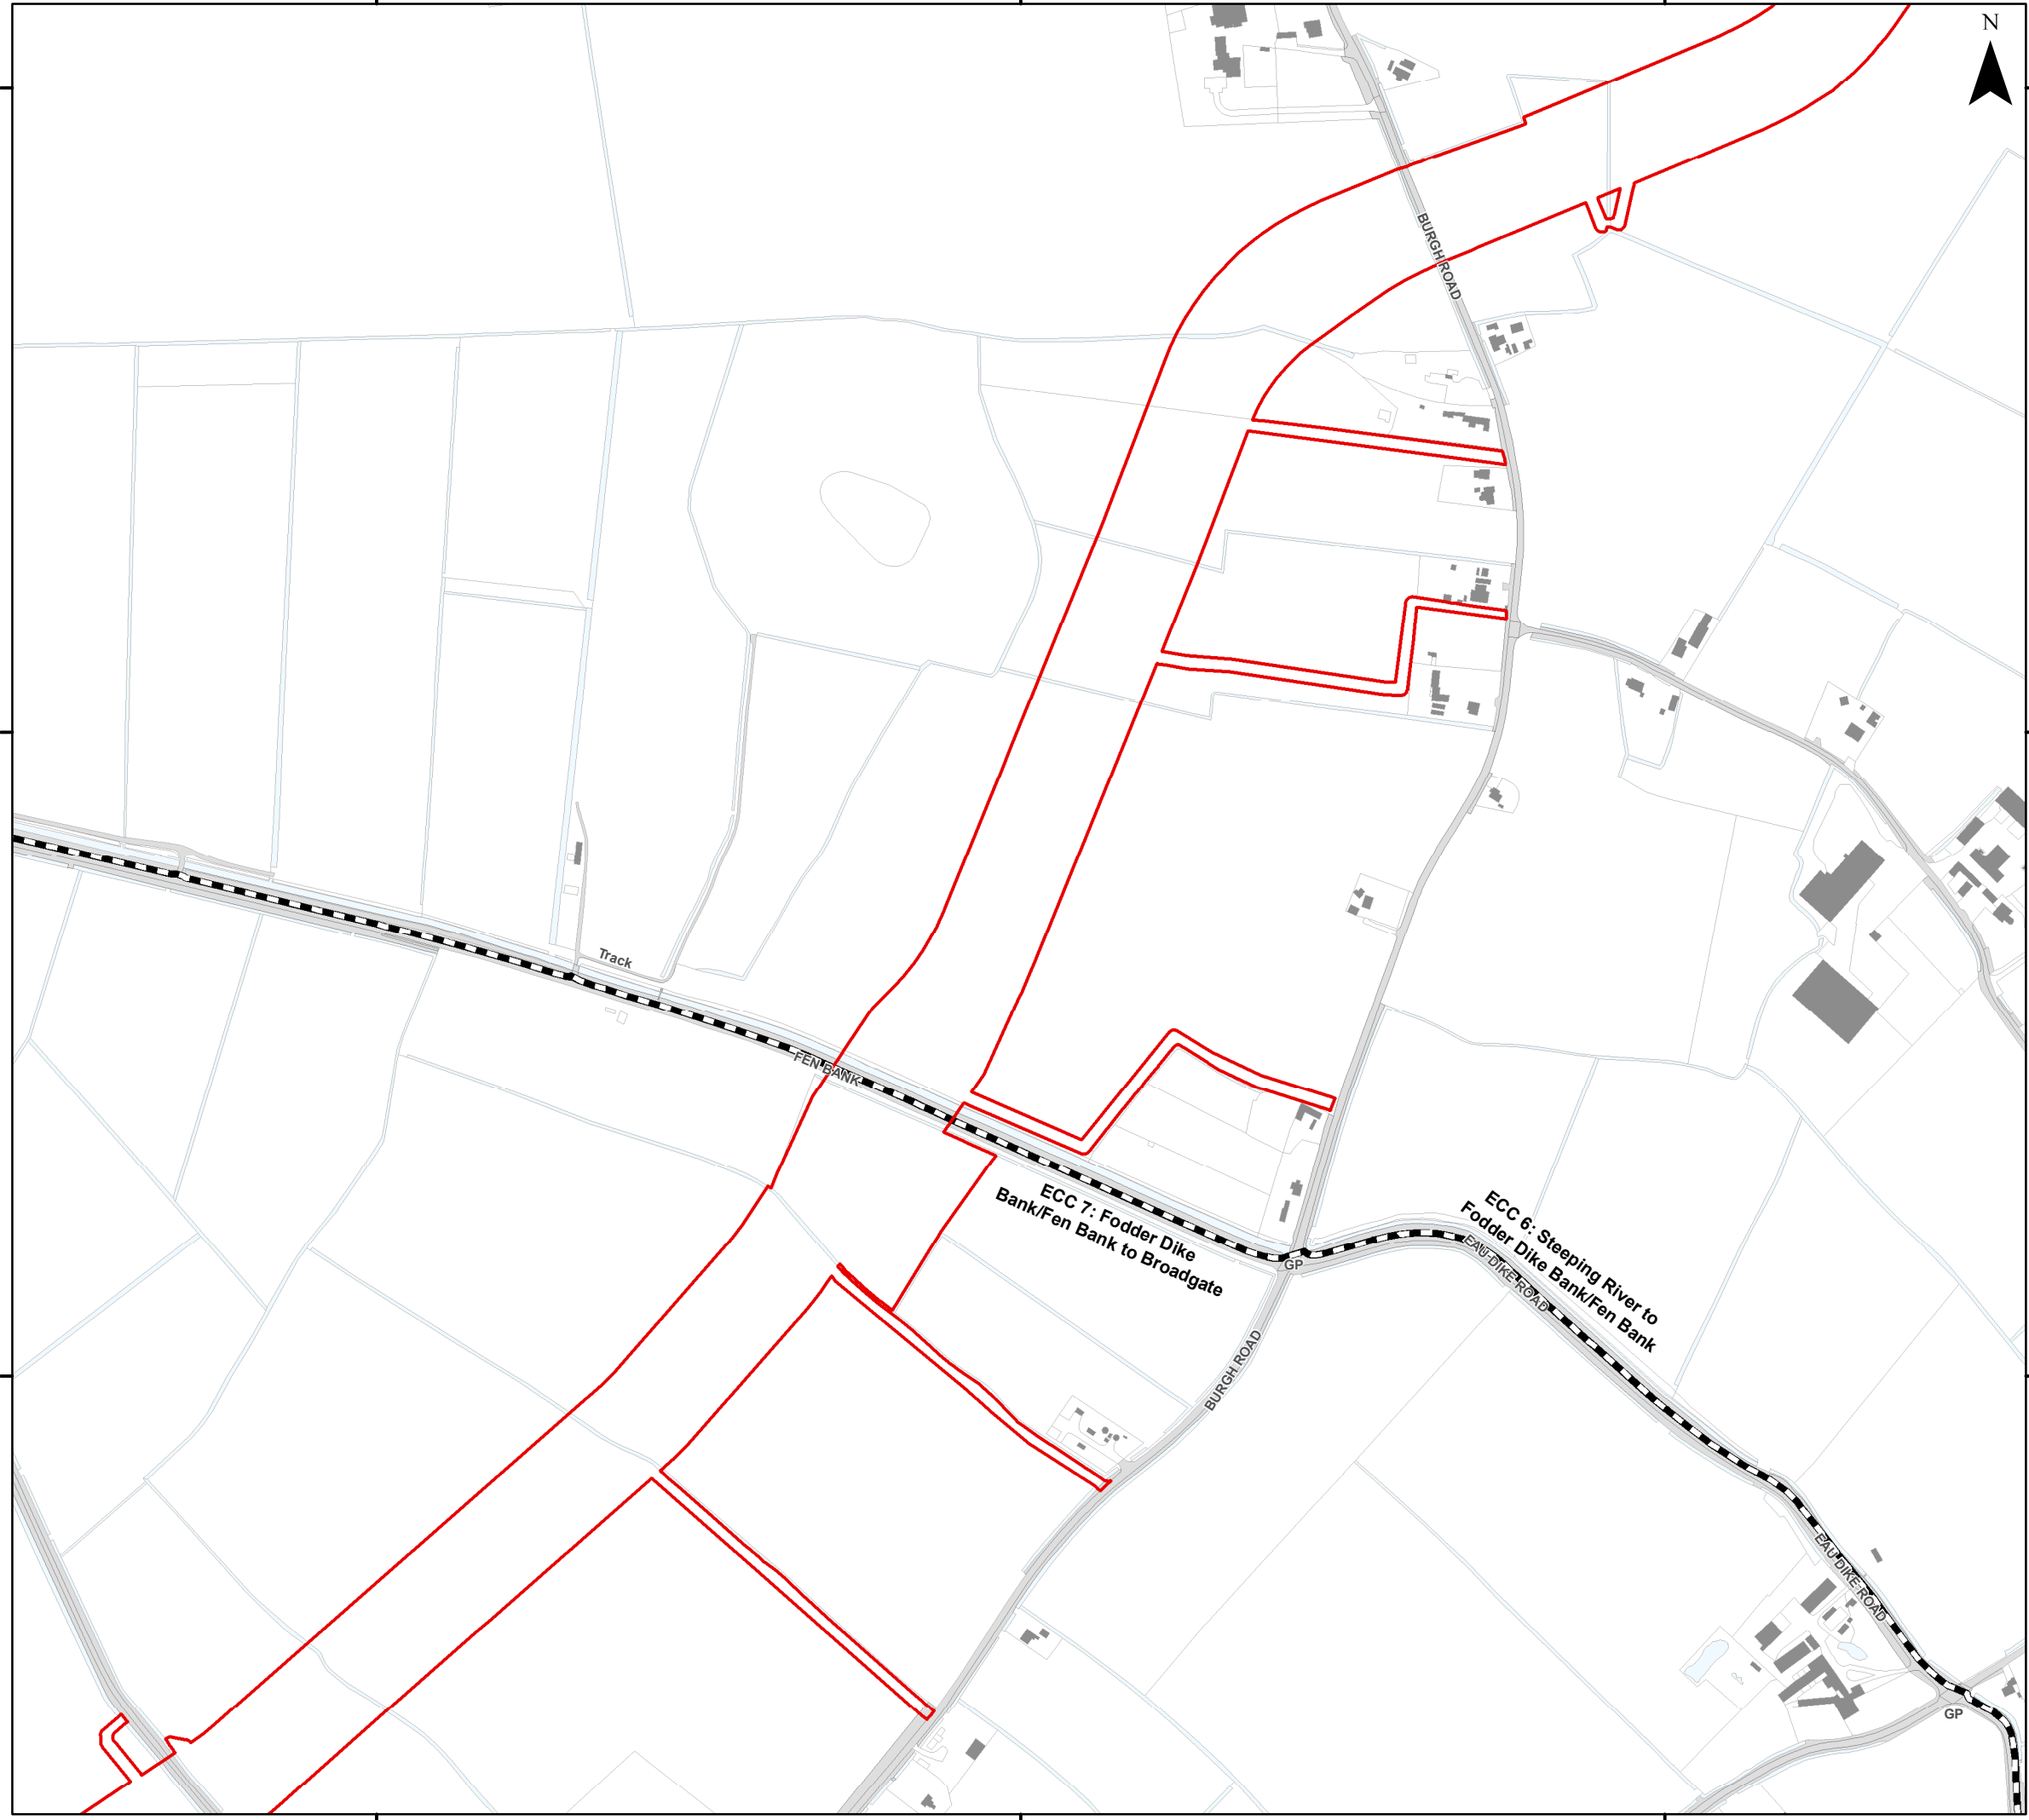 N
BURGH ROAD
Track
FEN BANK
ECC 7: Fodder Dike
Bank/Fen Bank to Broadgate
ECC 6: Steeping River to
Fodder Dike Bank/Fen Bank
EAU DIKE ROAD
GP
BURGH ROAD
EAU DIKE ROAD
GP